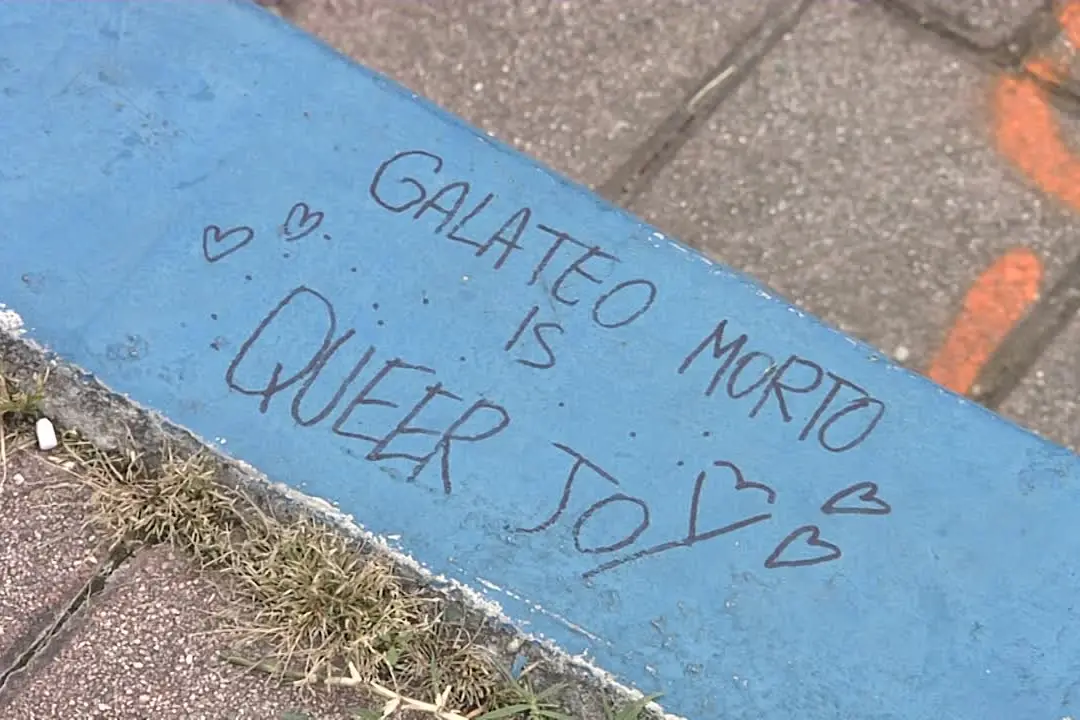 GALATEO MORTO
IS
QUEER JOY